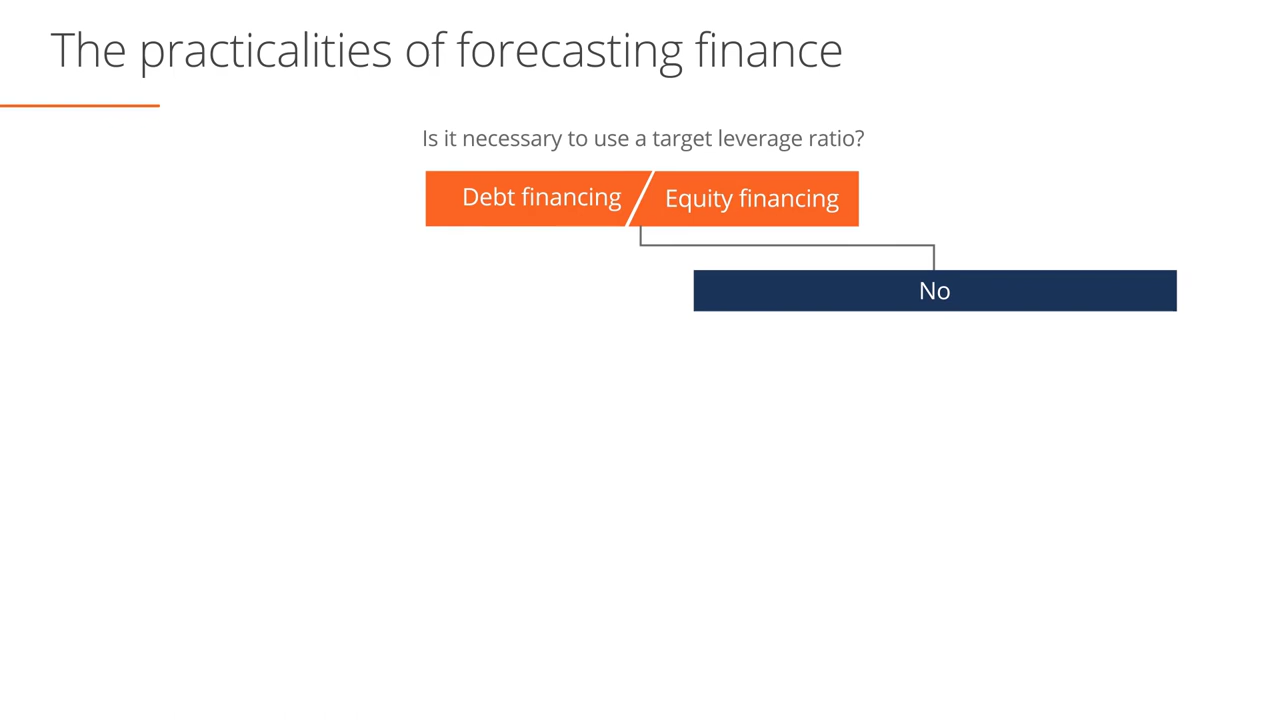 The practicalities of forecasting finance
Is it necessary to use a target leverage ratio?
Debt financing
Equity financing
No